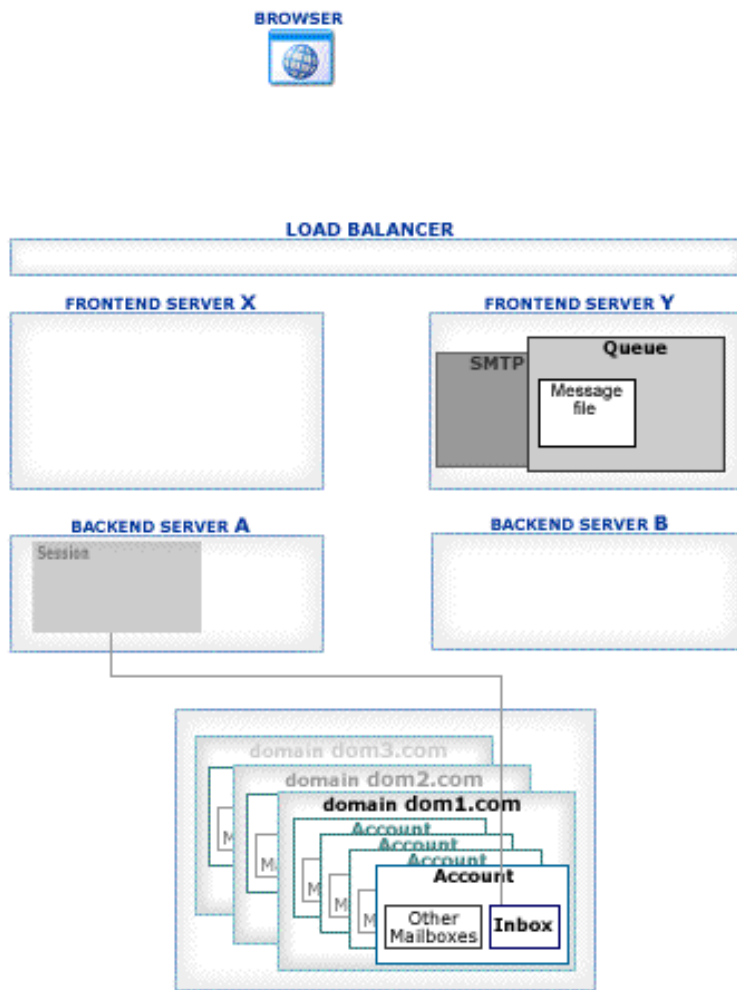 BROWSER
LOAD BALANCER
FRONTEND SERVER X
FRONTEND SERVER Y
SMTP
Queue
Message
file
BACKEND SERVER A
BACKEND SERVER B
Session
domain dom3.com
domain dom2.com
domain dom1.com
Account
Account
Account
Account
M
Ma
M
M
M
Other
Mailboxes
Inbox